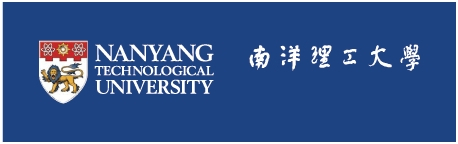 NANYANG
TECHNOLOGICAL
UNIVERSITY
南洋理工大學